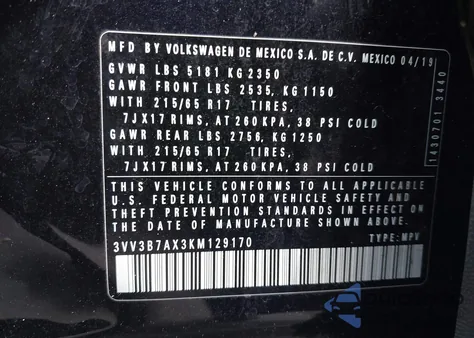 MFD BY VOLKSWAGEN DE MEXICO S.A. DE C.V. MEXICO 04/19
GVWR LBS 5181 KG 2350
GAWR FRONT LBS 2535, KG 1150
WITH 215/65 R17 TIRES,
7JX17 RIMS, AT 260 KPA, 38 PSI COLD
GAWR REAR LBS 2756, KG 1250
WITH 215/65 R17 TIRES,
7JX17 RIMS, AT 260 KPA, 38 PSI COLD
THIS VEHICLE CONFORMS TO ALL APPLICABLE
U.S. FEDERAL MOTOR VEHICLE SAFETY AND
THEFT PREVENTION STANDARDS IN EFFECT ON
THE DATE OF MANUFACTURE SHOWN ABOVE.
3VV3B7AX3KM129170 TYPE: MPV
1430701 3440